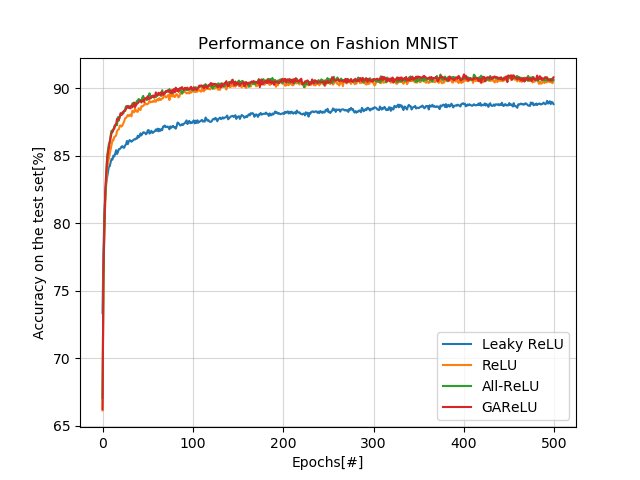 Performance on Fashion MNIST
Accuracy on the test set[%]
90
85
80
75
70
65
0 100 200 300 400 500
Epochs[#]
Leaky ReLU
ReLU
All-ReLU
GAReLU